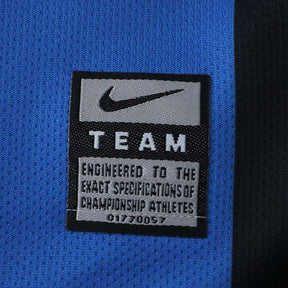 TEAM
ENGINEERED TO THE
EXACT SPECIFICATIONS OF
CHAMPIONSHIP ATHLETES
01770057